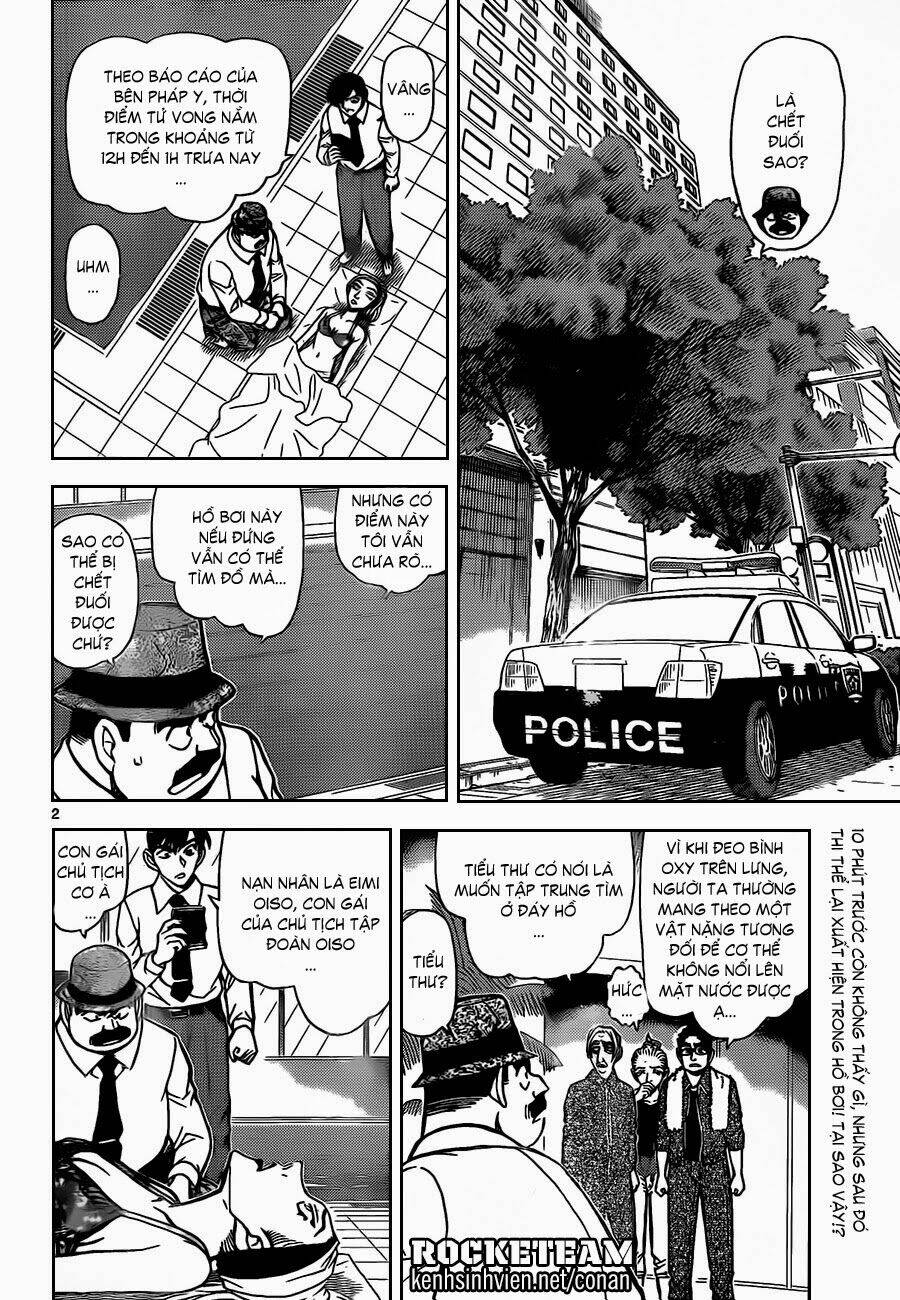 LÀ
CHẾT
ĐUỐI
SAO?
POLICE
POLICE
VÂNG
...
THEO BÁO CÁO CỦA
BÊN PHÁP Y, THỜI
ĐIỂM TỬ VONG NẰM
TRONG KHOẢNG TỪ
12H ĐẾN 1H TRƯA NAY
...
UHM
...
NHƯNG CÓ
ĐIỂM NÀY
TÔI VẪN
CHƯA RÕ...
HỒ BƠI NÀY
NẾU ĐỨNG
VẪN CÓ THỂ
TÌM ĐỒ MÀ...
SAO CÓ
THỂ BỊ
CHẾT
ĐUỐI
ĐƯỢC
CHỨ?
2
10 PHÚT TRƯỚC CÒN KHÔNG THẤY GÌ, NHƯNG SAU ĐÓ
THI THỂ LẠI XUẤT HIỆN TRONG HỒ BƠI! TẠI SAO VẬY!?
VÌ KHI ĐEO BÌNH
OXY TRÊN LƯNG,
NGƯỜI TA THƯỜNG
MANG THEO MỘT
VẬT NẶNG TƯƠNG
ĐỐI ĐỂ CƠ THỂ
KHÔNG NỔI LÊN
MẶT NƯỚC ĐƯỢC
Ạ...
HỨC
...
TIỂU THƯ CÓ NÓI LÀ
MUỐN TẬP TRUNG TÌM
Ở ĐÁY HỒ
...
TIỂU
THƯ?
NẠN NHÂN LÀ EIMI
OISO, CON GÁI
CỦA CHỦ TỊCH TẬP
ĐOÀN OISO
...
CON GÁI
CHỦ TỊCH
CƠ À
...
ROCKETEAM
kenhsinhvien.net/conan